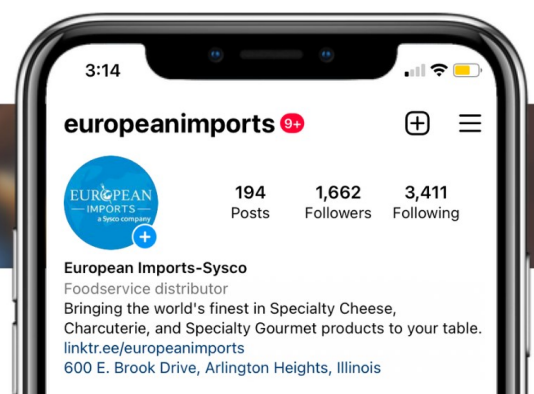 3:14
europeanimports 9+
194 1,662 3,411
Posts Followers Following
EUROPEAN
IMPORTS
a Sysco company
European Imports-Sysco
Foodservice distributor
Bringing the world's finest in Specialty Cheese,
Charcuterie, and Specialty Gourmet products to your table.
linktr.ee/europeanimports
600 E. Brook Drive, Arlington Heights, Illinois